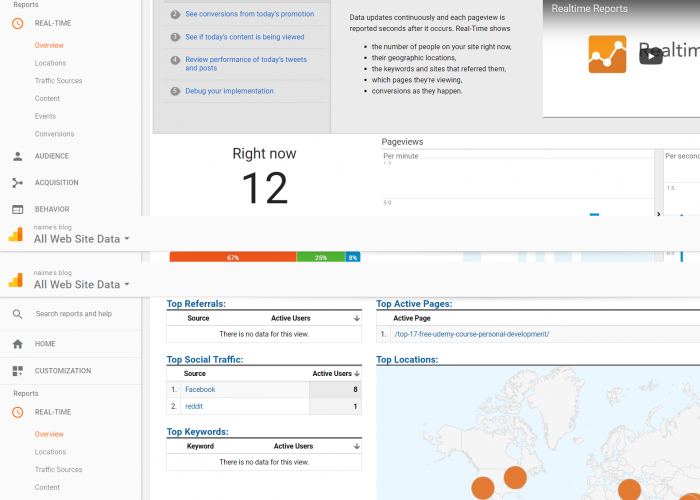 Reports
REAL-TIME
Overview
Locations
Traffic Sources
Content
Events
Conversions
AUDIENCE
ACQUISITION
BEHAVIOR
2 See conversions from today's promotion
3 See if today's content is being viewed
4 Review performance of today's tweets
and posts
5 Debug your implementation
Data updates continuously and each pageview is
reported seconds after it occurs. Real-Time shows
• the number of people on your site right now,
• their geographic locations,
• the keywords and sites that referred them,
• which pages they're viewing,
• conversions as they happen.
Realtime Reports
Realtime
Right now
12
Pageviews
Per minute
Per second
5.0
1.5
0.5
naime's blog
All Web Site Data
67%
25%
8%
naime's blog
All Web Site Data
Search reports and help
HOME
CUSTOMIZATION
Reports
REAL-TIME
Overview
Locations
Traffic Sources
Content
Top Referrals:
Source Active Users
There is no data for this view.
Top Social Traffic:
Source Active Users
1. Facebook 8
2. reddit 1
Top Keywords:
Keyword Active Users
There is no data for this view.
Top Active Pages:
Active Page
1. /top-17-free-udemy-course-personal-development/
Top Locations: